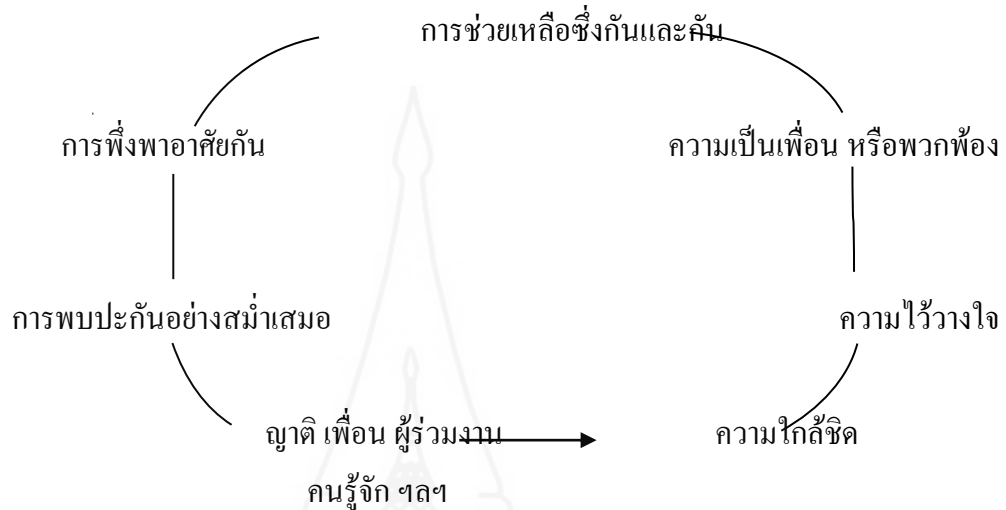 การช่วยเหลือซึ่งกันและกัน
การพึ่งพาอาศัยกัน
ความเป็นเพื่อน หรือพวกพ้อง
การพบปะกันอย่างสม่ำเสมอ
ความไว้วางใจ
ญาติ เพื่อน ผู้ร่วมงาน
ความใกล้ชิด
คนรู้จัก ฯลฯ